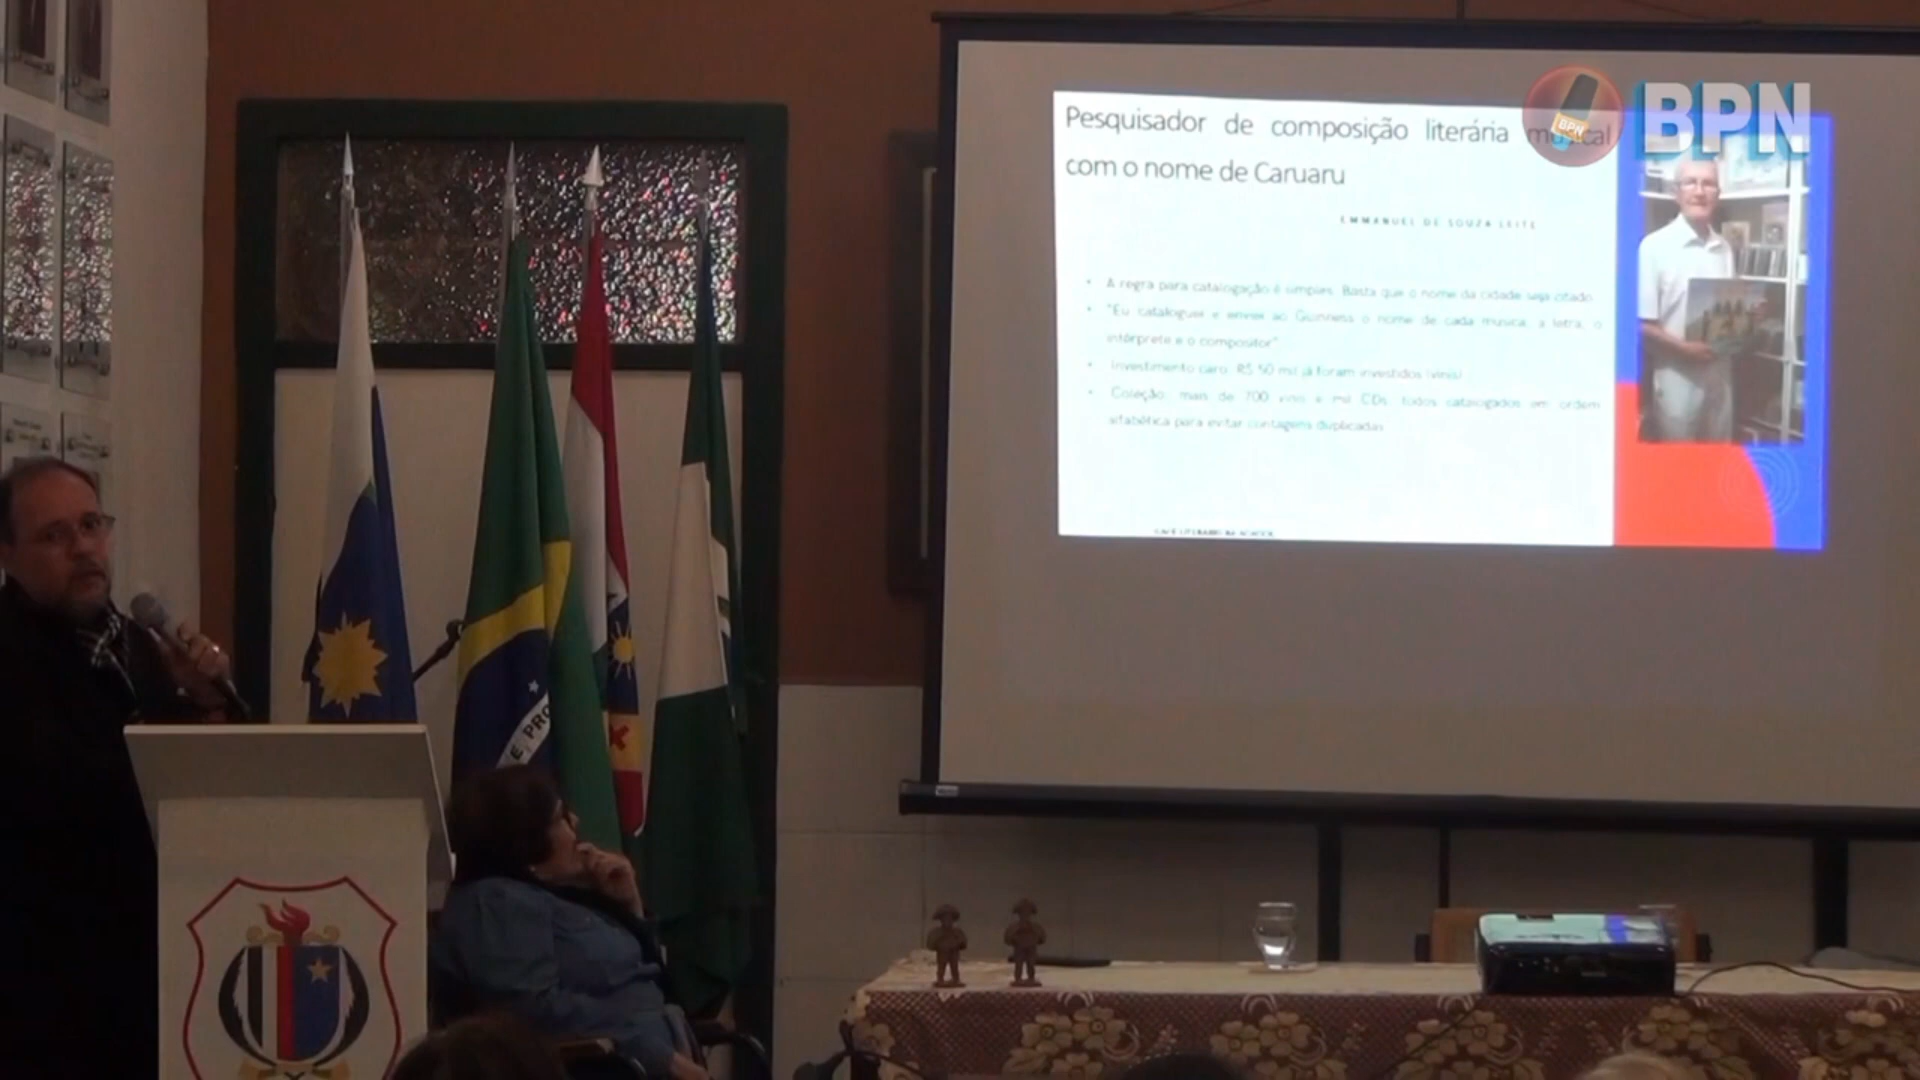 Pesquisador de composição literária musical
com o nome de Caruaru
EMMANUEL DE SOUZA LEITE
• A regra para catalogação é simples. Basta que o nome da cidade seja citado.
• "Eu cataloguei e enviei ao Guinness o nome de cada música, a letra, o
intérprete e o compositor"
• Investimento caro: R$ 50 mil já foram investidos (vinis)
• Coleção: mais de 700 vinis e mil CDs, todos catalogados em ordem
alfabética para evitar contagens duplicadas
BPN
BPN
E PRO